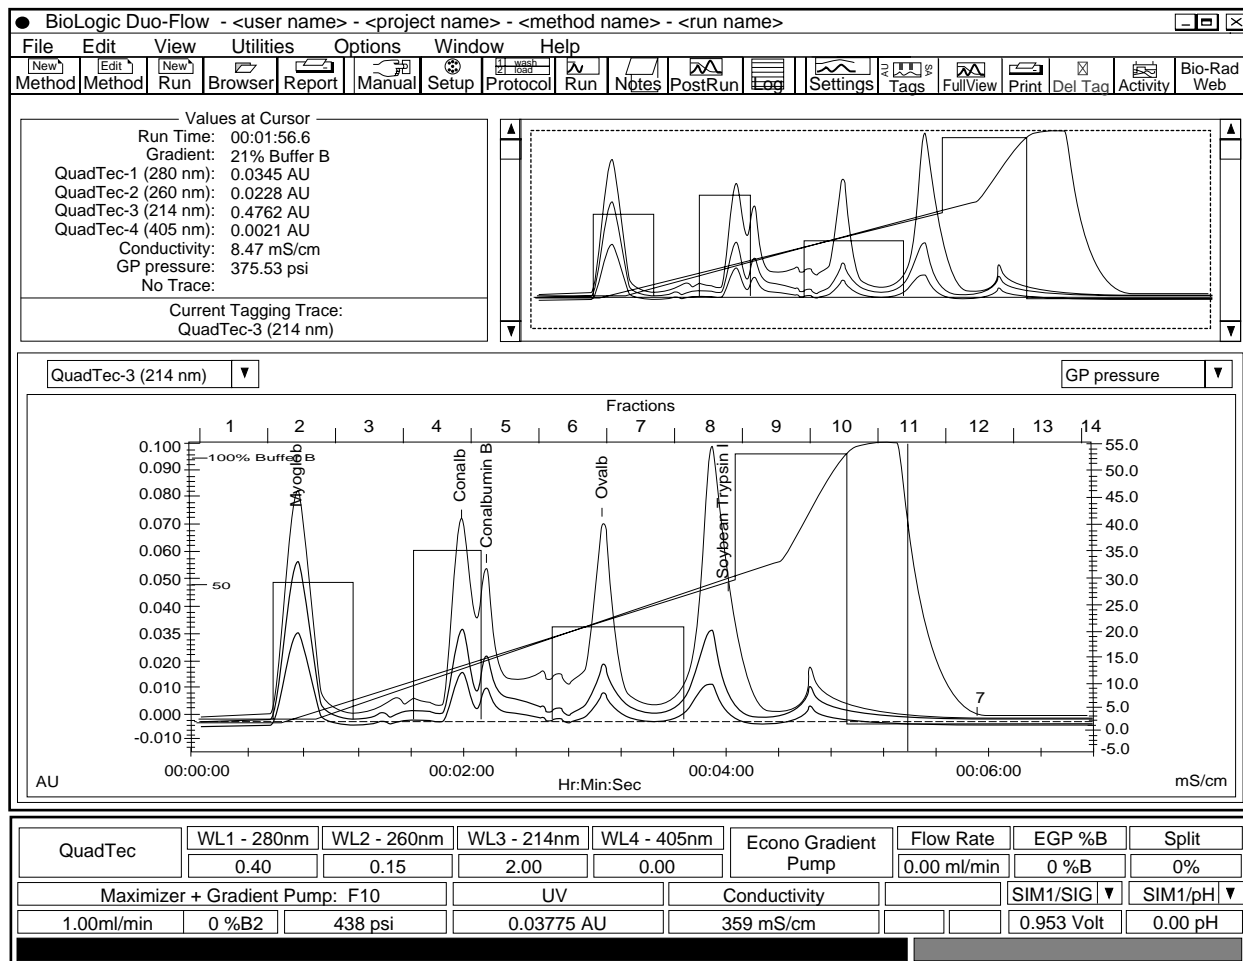 BioLogic Duo-Flow - <user name> - <project name> - <method name> - <run name>
File Edit View Utilities Options Window Help
New Edit New 1 wash 2 load AU SA
Method Method Run Browser Report Manual Setup Protocol Run Notes PostRun Log Settings Tags FullView Print Del Tag Activity Bio-Rad Web
Values at Cursor
Run Time: 00:01:56.6
Gradient: 21% Buffer B
QuadTec-1 (280 nm): 0.0345 AU
QuadTec-2 (260 nm): 0.0228 AU
QuadTec-3 (214 nm): 0.4762 AU
QuadTec-4 (405 nm): 0.0021 AU
Conductivity: 8.47 mS/cm
GP pressure: 375.53 psi
No Trace:
Current Tagging Trace:
QuadTec-3 (214 nm)
QuadTec-3 (214 nm) GP pressure
Fractions
1 2 3 4 5 6 7 8 9 10 11 12 13 14
0.100
0.090
0.080
0.070
0.060
0.050
0.040
0.035
0.020
0.010
0.000
-0.010
100% Buffer B
50
Myoglob
Conalb
Conalbumin B
Ovalb
Soybean Trypsin I
7
55.0
50.0
45.0
40.0
35.0
30.0
25.0
20.0
15.0
10.0
5.0
0.0
-5.0
00:00:00 00:02:00 00:04:00 00:06:00
AU Hr:Min:Sec mS/cm
QuadTec WL1 - 280nm WL2 - 260nm WL3 - 214nm WL4 - 405nm Econo Gradient Pump Flow Rate EGP %B Split
0.40 0.15 2.00 0.00 0.00 ml/min 0 %B 0%
Maximizer + Gradient Pump: F10 UV Conductivity SIM1/SIG SIM1/pH
1.00ml/min 0 %B2 438 psi 0.03775 AU 359 mS/cm 0.953 Volt 0.00 pH